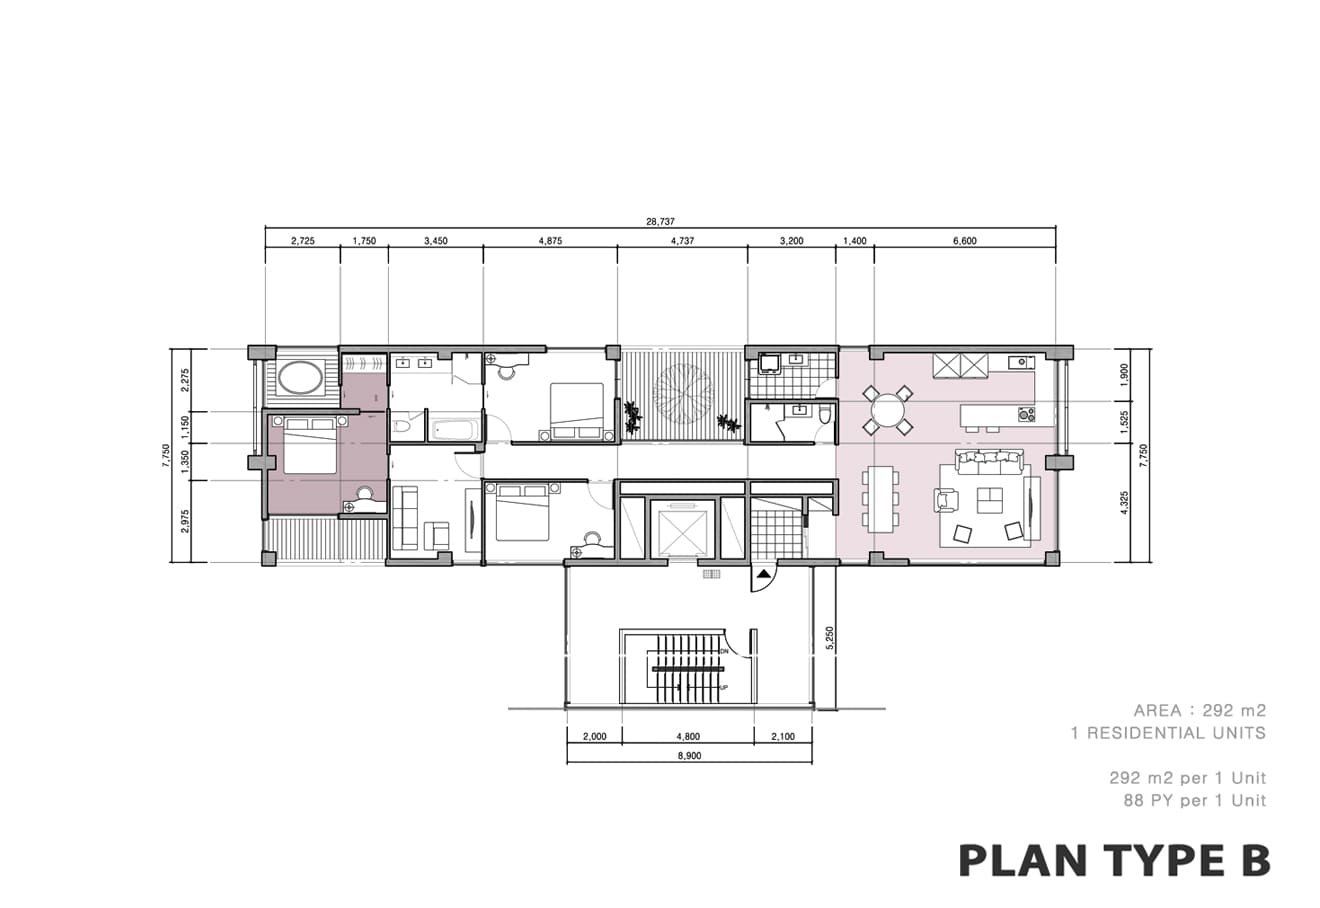 28,737
2,725 1,750 3,450 4,875 4,737 3,200 1,400 6,600
7,750
2,275
1,150
1,350
2,975
1,900
1,525
4,325
7,750
DN
UP
5,250
2,000 4,800 2,100
8,900
AREA : 292 m2
1 RESIDENTIAL UNITS
292 m2 per 1 Unit
88 PY per 1 Unit
PLAN TYPE B